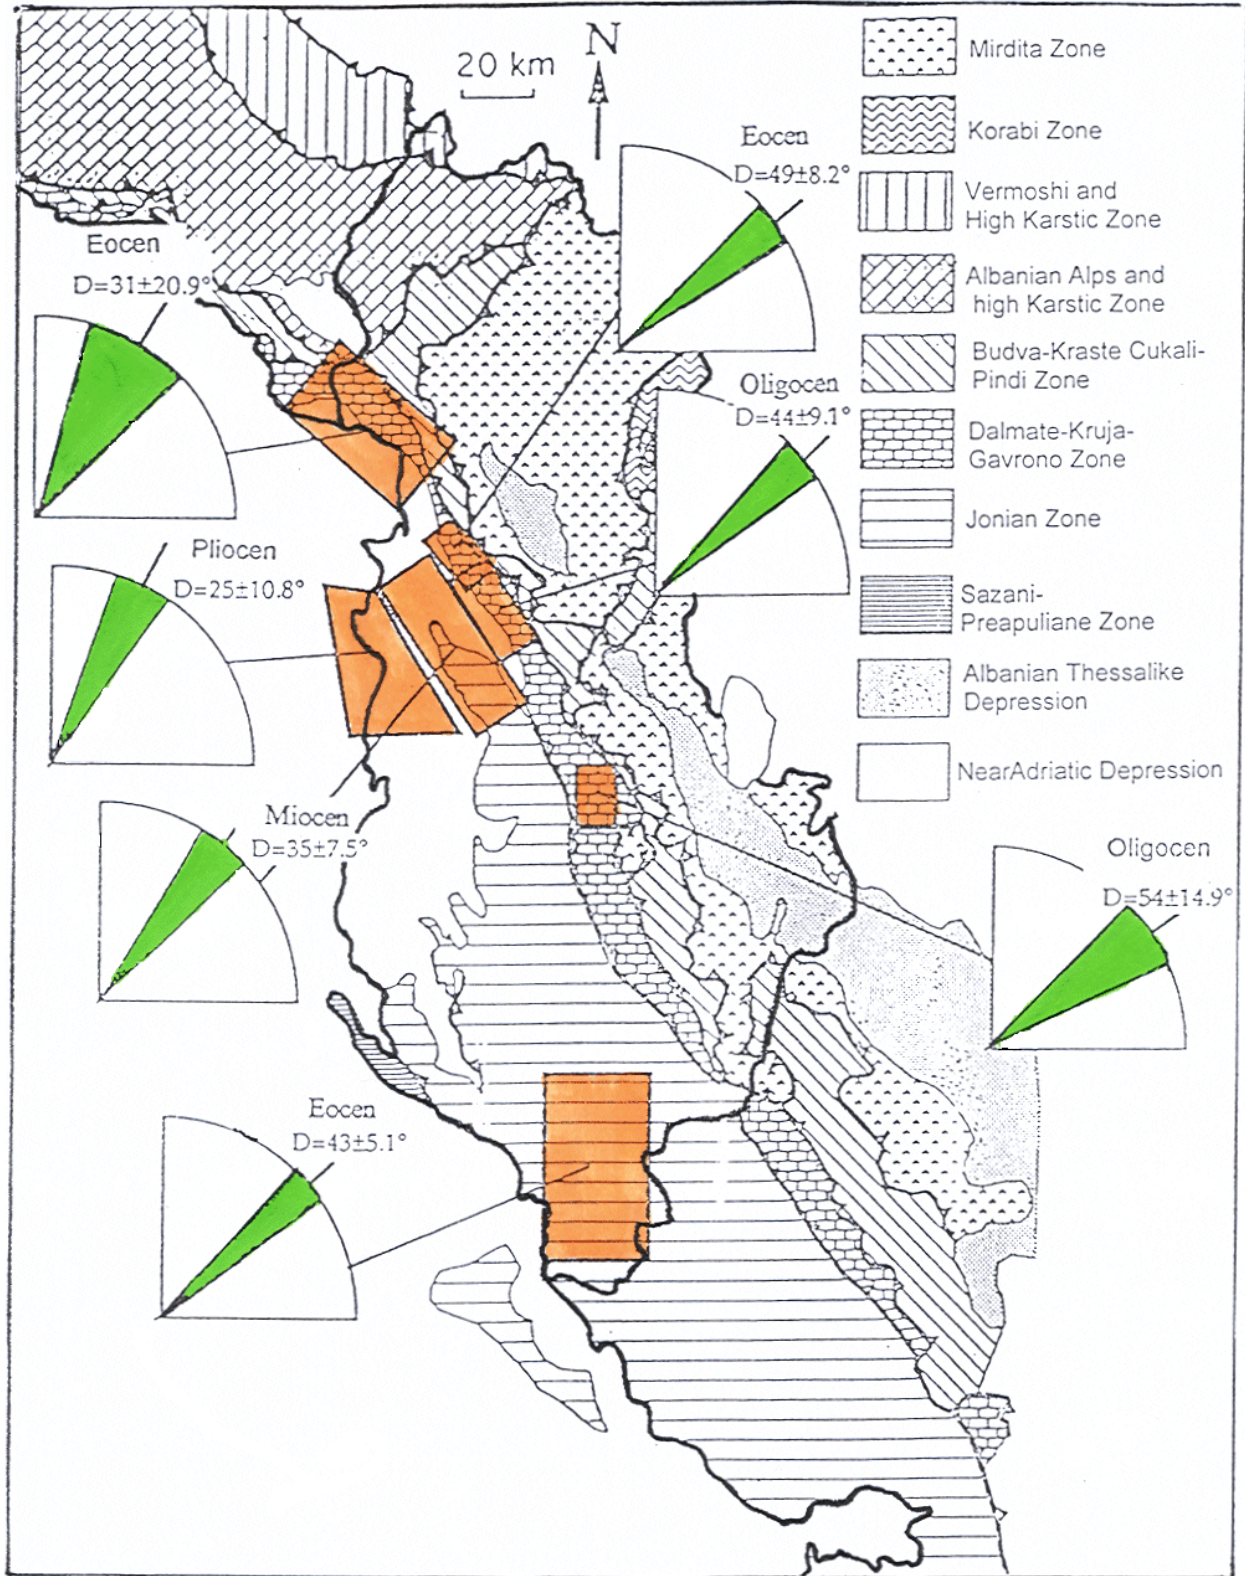 20 km
N
Mirdita Zone
Korabi Zone
Vermoshi and
High Karstic Zone
Albanian Alps and
high Karstic Zone
Budva-Kraste Cukali-
Pindi Zone
Dalmate-Kruja-
Gavrono Zone
Jonian Zone
Sazani-
Preapuliane Zone
Albanian Thessalike
Depression
NearAdriatic Depression
Eocen
D=49±8.2°
Eocen
D=31±20.9°
Oligocen
D=44±9.1°
Pliocen
D=25±10.8°
Miocen
D=35±7.5°
Oligocen
D=54±14.9°
Eocen
D=43±5.1°